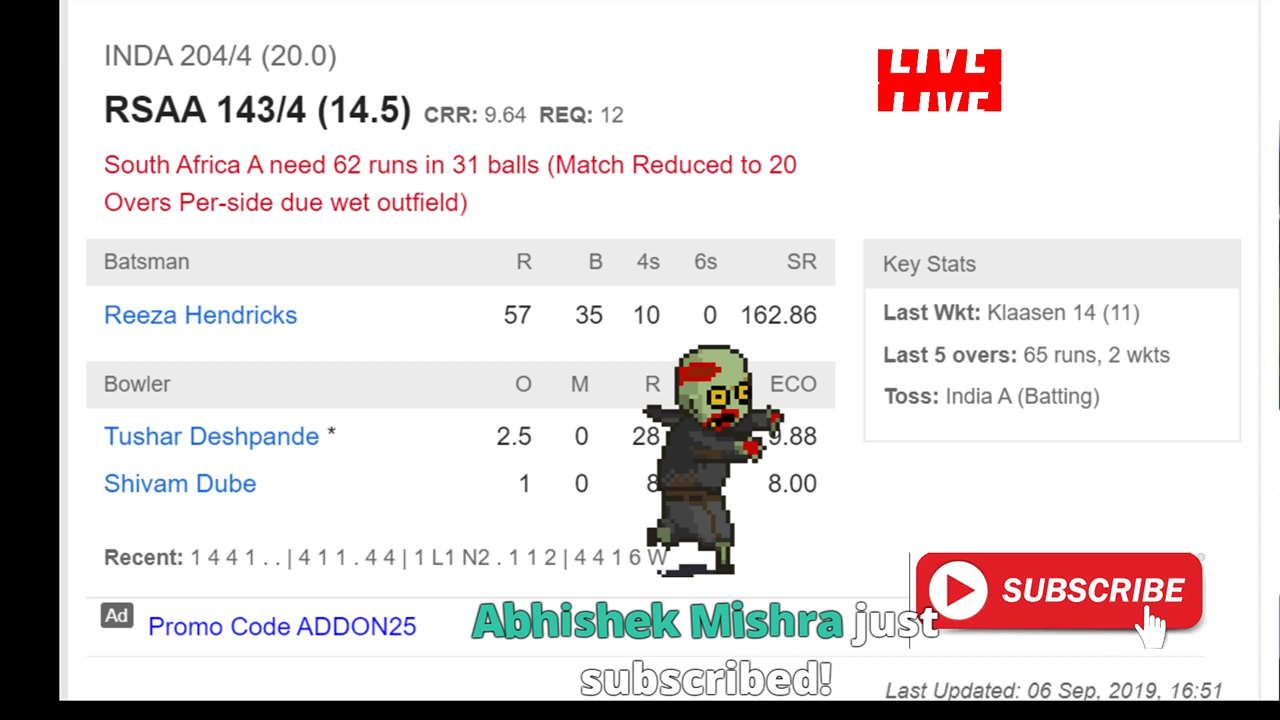 INDA 204/4 (20.0)
LIVE
RSAA 143/4 (14.5) CRR: 9.64 REQ: 12
South Africa A need 62 runs in 31 balls (Match Reduced to 20
Overs Per-side due wet outfield)
Batsman R B 4s 6s SR
Reeza Hendricks 57 35 10 0 162.86
Bowler O M R ECO
Tushar Deshpande * 2.5 0 28 9.88
Shivam Dube 1 0 8 8.00
Recent: 1 4 4 1 . . | 4 1 1 . 4 4 | 1 L1 N2 . 1 1 2 | 4 4 1 6 W
Key Stats
Last Wkt: Klaasen 14 (11)
Last 5 overs: 65 runs, 2 wkts
Toss: India A (Batting)
SUBSCRIBE
Ad Promo Code ADDON25
Abhishek Mishra just
subscribed!
Last Updated: 06 Sep, 2019, 16:51